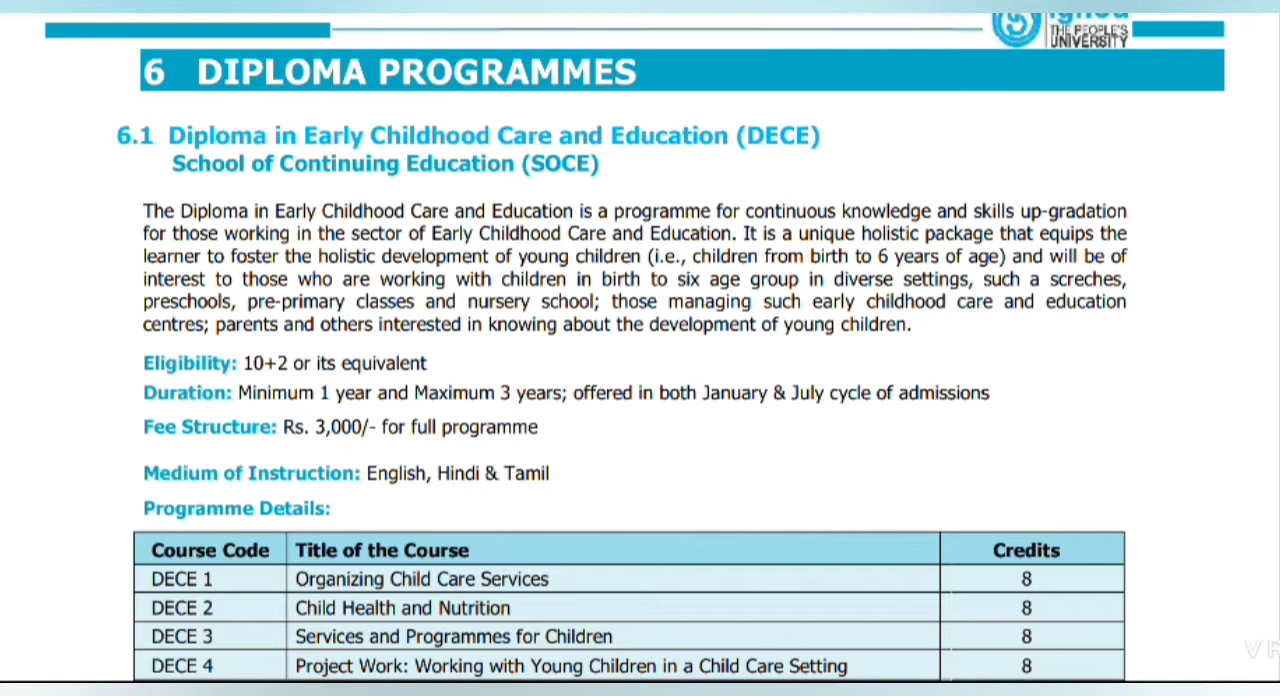 THE PEOPLE'S
UNIVERSITY
6 DIPLOMA PROGRAMMES
6.1 Diploma in Early Childhood Care and Education (DECE)
School of Continuing Education (SOCE)
The Diploma in Early Childhood Care and Education is a programme for continuous knowledge and skills up-gradation
for those working in the sector of Early Childhood Care and Education. It is a unique holistic package that equips the
learner to foster the holistic development of young children (i.e., children from birth to 6 years of age) and will be of
interest to those who are working with children in birth to six age group in diverse settings, such a screches,
preschools, pre-primary classes and nursery school; those managing such early childhood care and education
centres; parents and others interested in knowing about the development of young children.
Eligibility: 10+2 or its equivalent
Duration: Minimum 1 year and Maximum 3 years; offered in both January & July cycle of admissions
Fee Structure: Rs. 3,000/- for full programme
Medium of Instruction: English, Hindi & Tamil
Programme Details:
Course Code Title of the Course Credits
DECE 1 Organizing Child Care Services 8
DECE 2 Child Health and Nutrition 8
DECE 3 Services and Programmes for Children 8
DECE 4 Project Work: Working with Young Children in a Child Care Setting 8